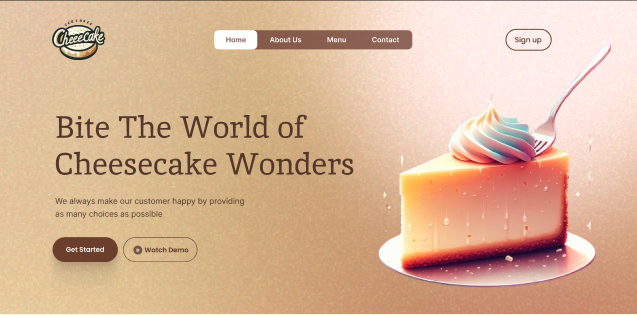 CheeeCake
Home
About Us
Menu
Contact
Sign up
Bite The World of
Cheesecake Wonders
We always make our customer happy by providing
as many choices as possible
Get Started
Watch Demo